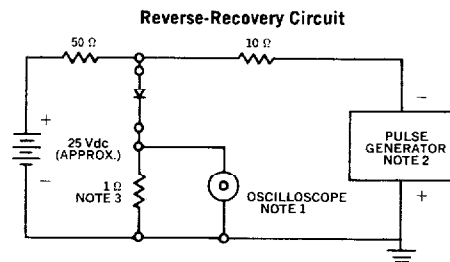 Reverse-Recovery Circuit
50 Ω
10 Ω
+
−
25 Vdc
(APPROX.)
−
1 Ω
NOTE 3
OSCILLOSCOPE
NOTE 1
PULSE
GENERATOR
NOTE 2
+